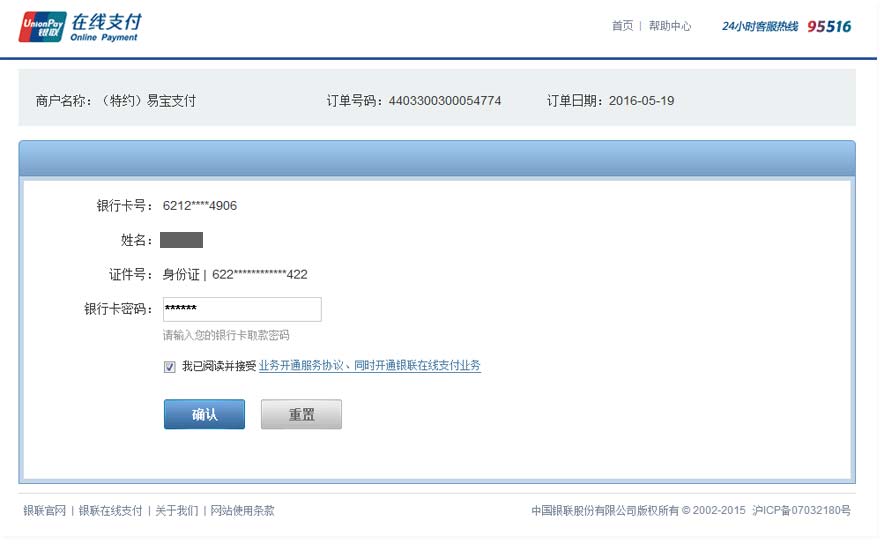 UnionPay 银联 在线支付 Online Payment
首页 | 帮助中心 24小时客服热线 95516
商户名称：（特约）易宝支付 订单号码：4403300300054774 订单日期：2016-05-19
银行卡号： 6212****4906
姓名：
证件号： 身份证 | 622************422
银行卡密码： ******
请输入您的银行卡取款密码
我已阅读并接受 业务开通服务协议、同时开通银联在线支付业务
确认 重置
银联官网 | 银联在线支付 | 关于我们 | 网站使用条款 中国银联股份有限公司版权所有 © 2002-2015 沪ICP备07032180号